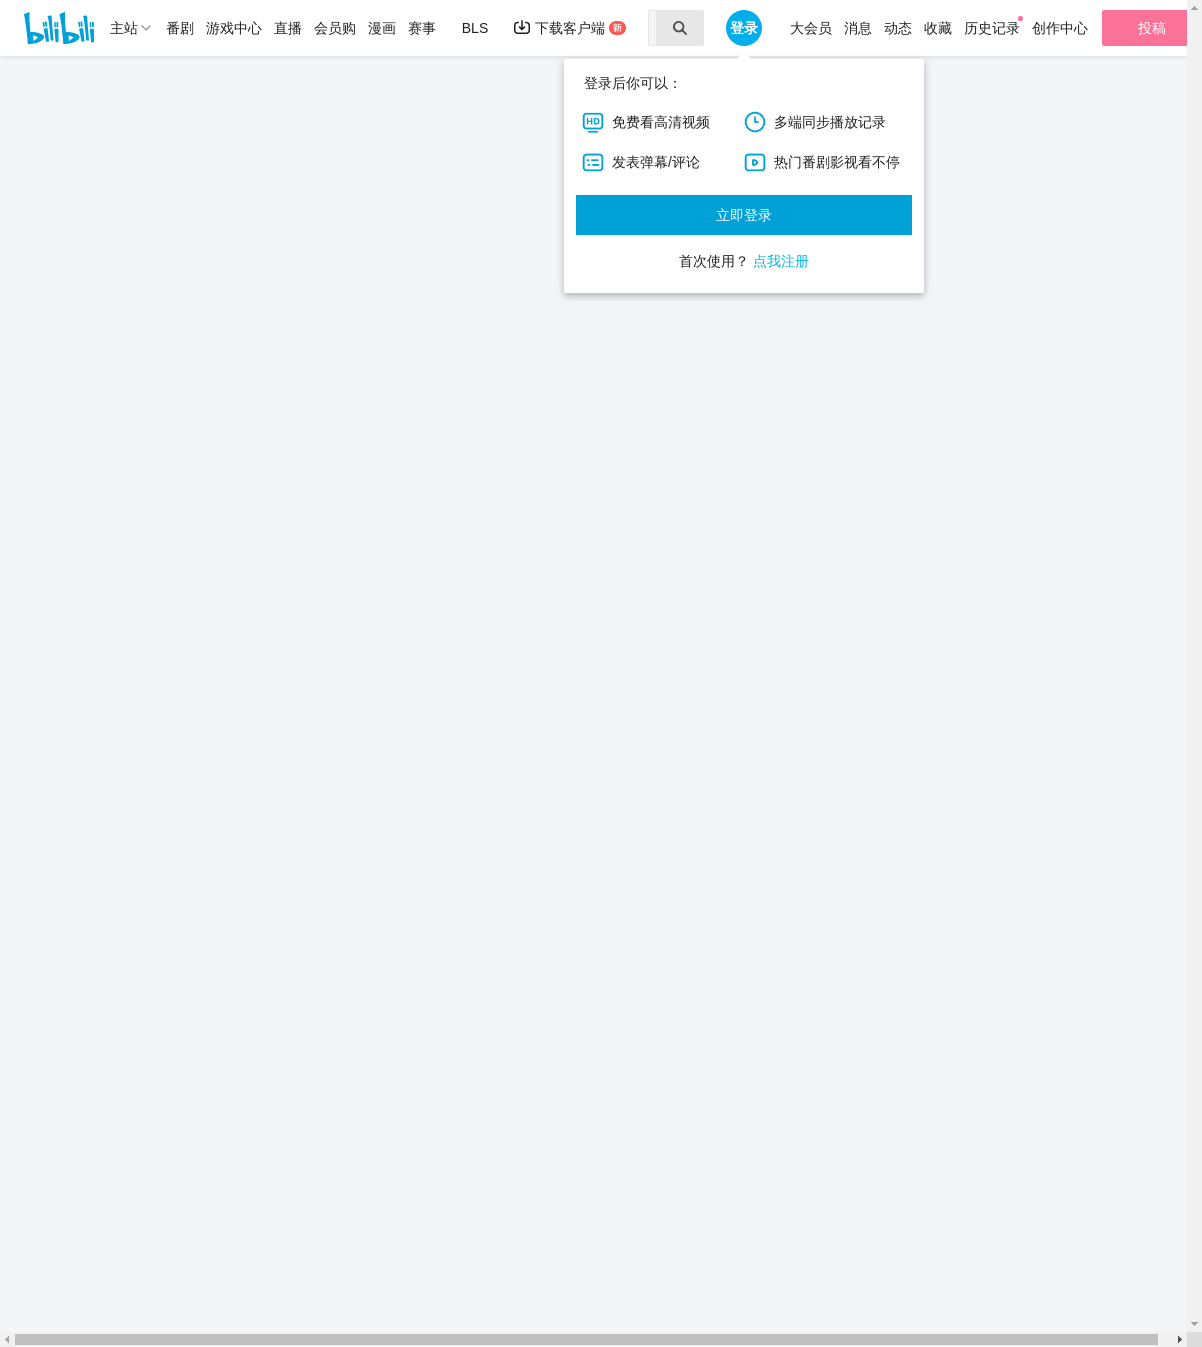 bilibili 主站 番剧 游戏中心 直播 会员购 漫画 赛事 BLS 下载客户端 新 登录 大会员 消息 动态 收藏 历史记录 创作中心 投稿
登录后你可以：
HD 免费看高清视频 多端同步播放记录
发表弹幕/评论 热门番剧影视看不停
立即登录
首次使用？ 点我注册